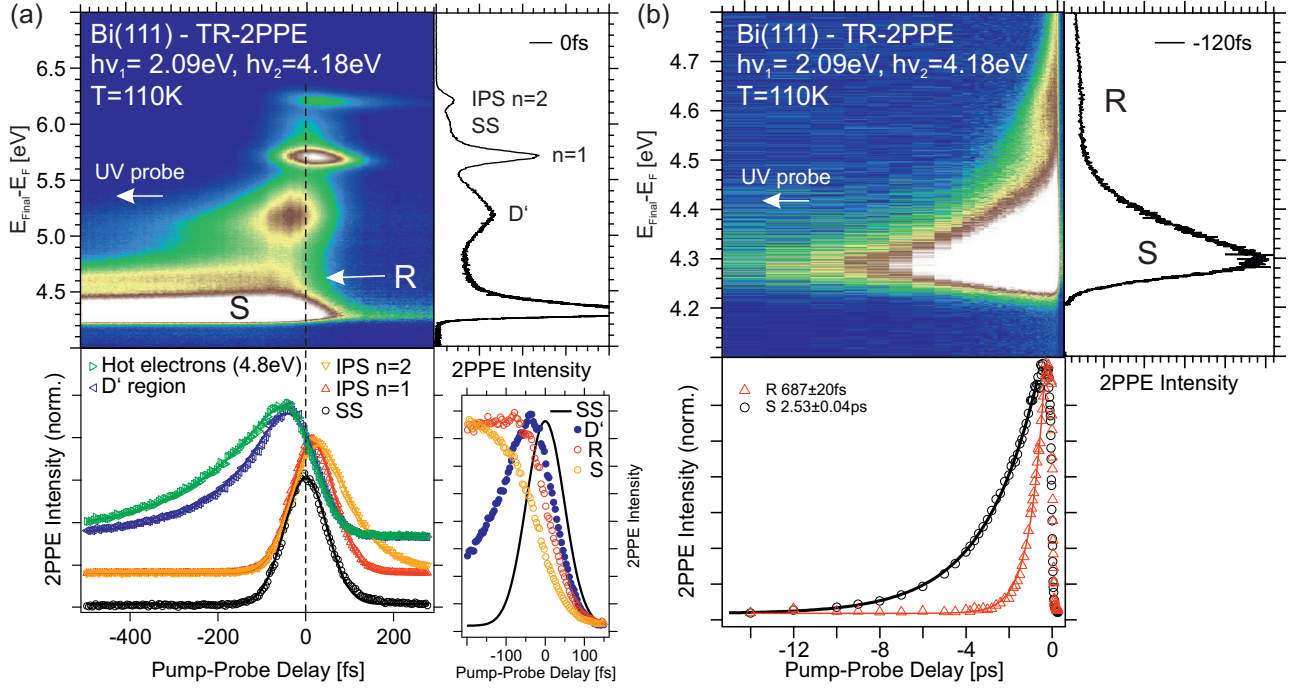 (a)
Bi(111) - TR-2PPE
hν₁= 2.09eV, hν₂=4.18eV
T=110K
UV probe
R
S
E_Final-E_F [eV]
6.5
6.0
5.5
5.0
4.5
0fs
IPS n=2
SS
n=1
D'
2PPE Intensity
Hot electrons (4.8eV)
D' region
IPS n=2
IPS n=1
SS
2PPE Intensity (norm.)
-400
-200
0
200
Pump-Probe Delay [fs]
SS
D'
R
S
2PPE Intensity
-100
0
100
Pump-Probe Delay [fs]
(b)
Bi(111) - TR-2PPE
hν₁= 2.09eV, hν₂=4.18eV
T=110K
UV probe
E_Final-E_F [eV]
4.7
4.6
4.5
4.4
4.3
4.2
-120fs
R
S
2PPE Intensity
R 687±20fs
S 2.53±0.04ps
2PPE Intensity (norm.)
-12
-8
-4
0
Pump-Probe Delay [ps]